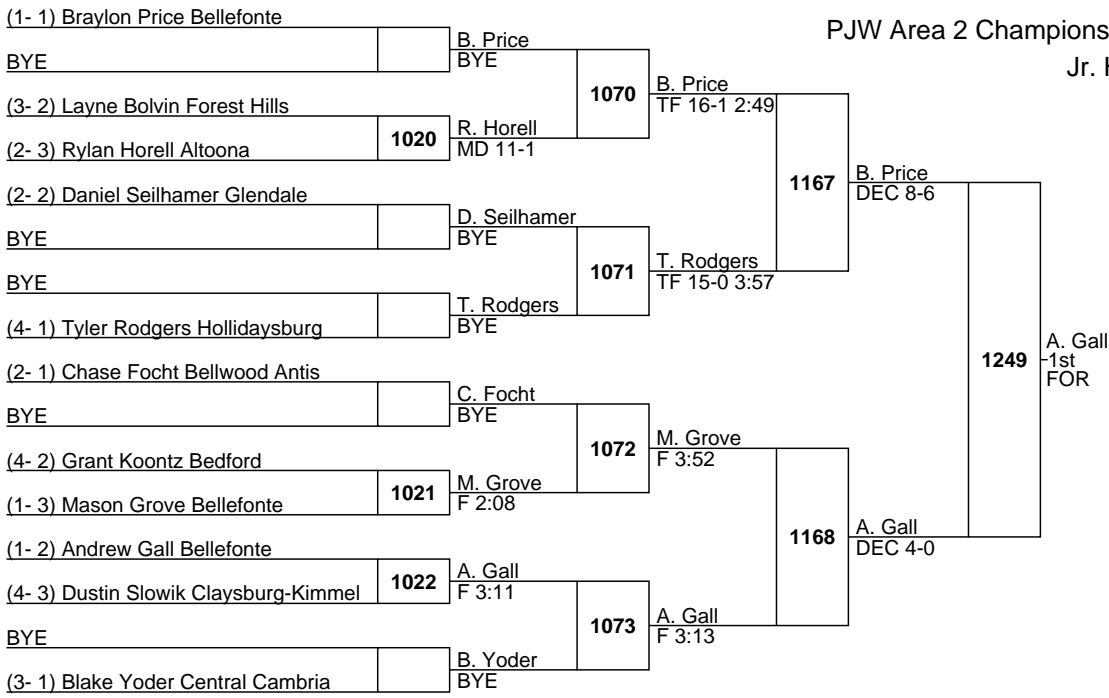 PJW Area 2 Champions
Jr. H
(1- 1) Braylon Price Bellefonte
BYE
(3- 2) Layne Bolvin Forest Hills
1020
(2- 3) Rylan Horell Altoona
(2- 2) Daniel Seilhamer Glendale
BYE
BYE
(4- 1) Tyler Rodgers Hollidaysburg
(2- 1) Chase Focht Bellwood Antis
BYE
(4- 2) Grant Koontz Bedford
1021
(1- 3) Mason Grove Bellefonte
(1- 2) Andrew Gall Bellefonte
1022
(4- 3) Dustin Slowik Claysburg-Kimmel
BYE
(3- 1) Blake Yoder Central Cambria
B. Price
BYE
1070
R. Horell
MD 11-1
D. Seilhamer
BYE
1071
T. Rodgers
BYE
C. Focht
BYE
1072
M. Grove
F 2:08
A. Gall
F 3:11
1073
B. Yoder
BYE
B. Price
TF 16-1 2:49
1167
T. Rodgers
TF 15-0 3:57
M. Grove
F 3:52
1168
A. Gall
F 3:13
B. Price
DEC 8-6
1249
A. Gall
DEC 4-0
A. Gall
1st
FOR